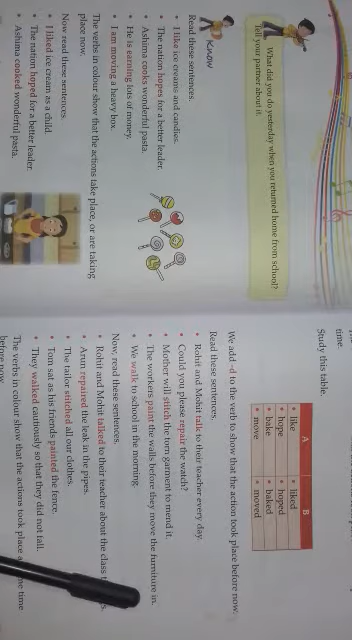 What did you do yesterday when you returned home from school?
Tell your partner about it.
Know
Read these sentences.
• I like ice creams and candies.
• The nation hopes for a better leader.
• Ashima cooks wonderful pasta.
• He is earning lots of money.
• I am moving a heavy box.
The verbs in colour show that the actions take place, or are taking
place now.
Now read these sentences.
• I liked ice cream as a child.
• The nation hoped for a better leader.
• Ashima cooked wonderful pasta.
time.
Study this table.
A B
• like • liked
• hope • hoped
• bake • baked
• move • moved
We add -d to the verb to show that the action took place before now.
Read these sentences.
• Rohit and Mohit talk to their teacher every day.
• Could you please repair the watch?
• Mother will stitch the torn garment to mend it.
• The workers paint the walls before they move the furniture in.
• We walk to school in the morning.
Now, read these sentences.
• Rohit and Mohit talked to their teacher about the class
• Arun repaired the leak in the pipes.
• The tailor stitched all our clothes.
• Tom sat as his friends painted the fence.
• They walked cautiously so that they did not fall.
The verbs in colour show that the actions took place time
before now.